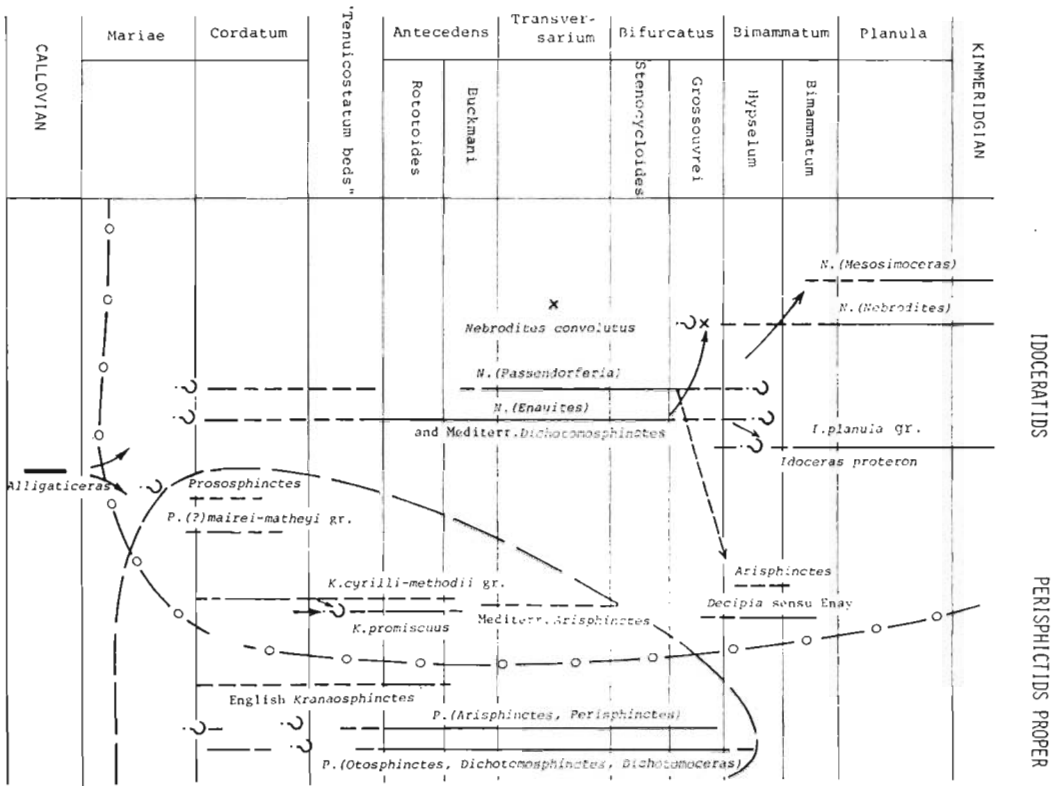 CALLOVIAN
Mariae
Cordatum
"Tenuicostatum beds"
Antecedens
Transver-
sarium
Bifurcatus
Bimammatum
Planula
KIMMERIDGIAN
Rototoides
Buckmani
Stenocycloides
Grossouvrei
Hypselum
Bimammatum
N.(Mesosimoceras)
N.(Nebrodites)
Nebrodites convolutus
?
×
×
N.(Passendorferia)
?
?
N.(Enayites)
?
?
and Mediterr.Dichotomosphinctes
I.planula gr.
?
Idoceras proteron
IDOCERATIDS
Alligaticeras
?
Prososphinctes
P.(?)mairei-matheyi gr.
K.cyrilli-methodii gr.
?
K.promiscuus
Mediterr.Arisphinctes
Arisphinctes
Decipia sensu Enay
English Kranaosphinctes
P.(Arisphinctes, Perisphinctes)
?
?
?
P.(Otosphinctes, Dichotomosphinctes, Dichotomoceras)
PERISPHICTIDS PROPER